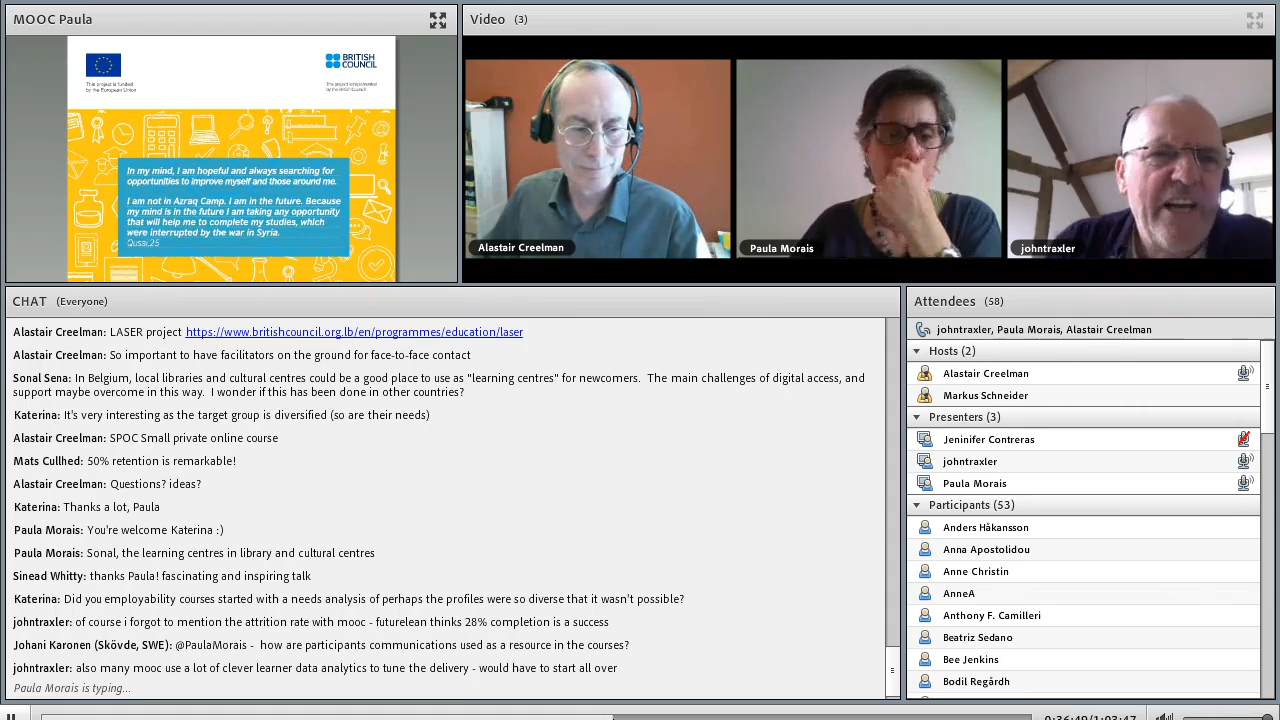 MOOC Paula
This project is funded
by the European Union
BRITISH
COUNCIL
This project is implemented
by the British Council
In my mind, I am hopeful and always searching for
opportunities to improve myself and those around me.
I am not in Azraq Camp. I am in the future. Because
my mind is in the future I am taking any opportunity
that will help me to complete my studies, which
were interrupted by the war in Syria.
Qusai,25
Video (3)
Alastair Creelman
Paula Morais
johntraxler
CHAT (Everyone)
Alastair Creelman: LASER project https://www.britishcouncil.org.lb/en/programmes/education/laser
Alastair Creelman: So important to have facilitators on the ground for face-to-face contact
Sonal Sena: In Belgium, local libraries and cultural centres could be a good place to use as "learning centres" for newcomers. The main challenges of digital access, and
support maybe overcome in this way. I wonder if this has been done in other countries?
Katerina: It's very interesting as the target group is diversified (so are their needs)
Alastair Creelman: SPOC Small private online course
Mats Cullhed: 50% retention is remarkable!
Alastair Creelman: Questions? ideas?
Katerina: Thanks a lot, Paula
Paula Morais: You're welcome Katerina :)
Paula Morais: Sonal, the learning centres in library and cultural centres
Sinead Whitty: thanks Paula! fascinating and inspiring talk
Katerina: Did you employability courses started with a needs analysis of perhaps the profiles were so diverse that it wasn't possible?
johntraxler: of course i forgot to mention the attrition rate with mooc - futurelean thinks 28% completion is a success
Johani Karonen (Skövde, SWE): @PaulaMorais - how are participants communications used as a resource in the courses?
johntraxler: also many mooc use a lot of clever learner data analytics to tune the delivery - would have to start all over
Paula Morais is typing...
Attendees (58)
johntraxler, Paula Morais, Alastair Creelman
Hosts (2)
Alastair Creelman
Markus Schneider
Presenters (3)
Jeninifer Contreras
johntraxler
Paula Morais
Participants (53)
Anders Håkansson
Anna Apostolidou
Anne Christin
AnneA
Anthony F. Camilleri
Beatriz Sedano
Bee Jenkins
Bodil Regårdh
0:36:49/1:03:47